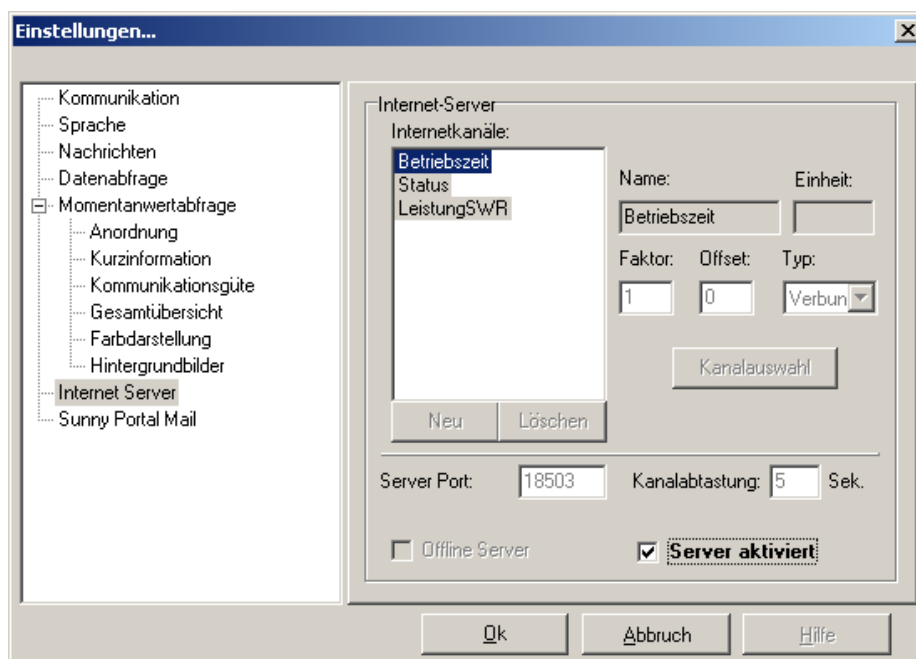 Einstellungen...
Kommunikation
Sprache
Nachrichten
Datenabfrage
Momentanwertabfrage
Anordnung
Kurzinformation
Kommunikationsgüte
Gesamtübersicht
Farbdarstellung
Hintergrundbilder
Internet Server
Sunny Portal Mail
Internet-Server
Internetkanäle:
Betriebszeit
Status
LeistungSWR
Neu Löschen
Name: Einheit:
Betriebszeit
Faktor: Offset: Typ:
1 0 Verbun
Kanalauswahl
Server Port: 18503 Kanalabtastung: 5 Sek.
Offline Server Server aktiviert
Ok Abbruch Hilfe